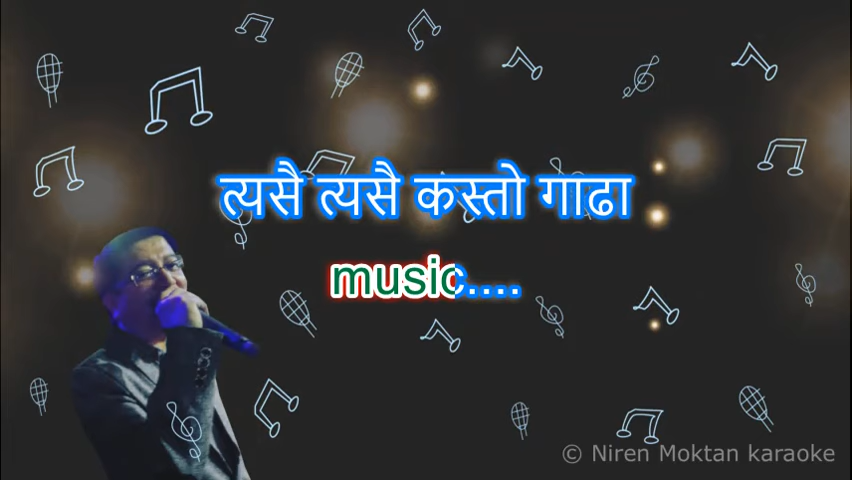 त्यसै त्यसै कस्तो गाढा
music....
© Niren Moktan karaoke